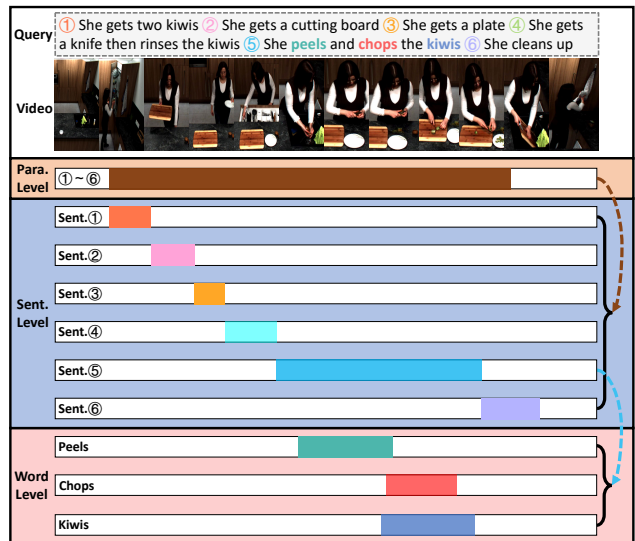 Query
① She gets two kiwis ② She gets a cutting board ③ She gets a plate ④ She gets
a knife then rinses the kiwis ⑤ She peels and chops the kiwis ⑥ She cleans up
Video
Para.
Level
①~⑥
Sent.
Level
Sent.①
Sent.②
Sent.③
Sent.④
Sent.⑤
Sent.⑥
Word
Level
Peels
Chops
Kiwis